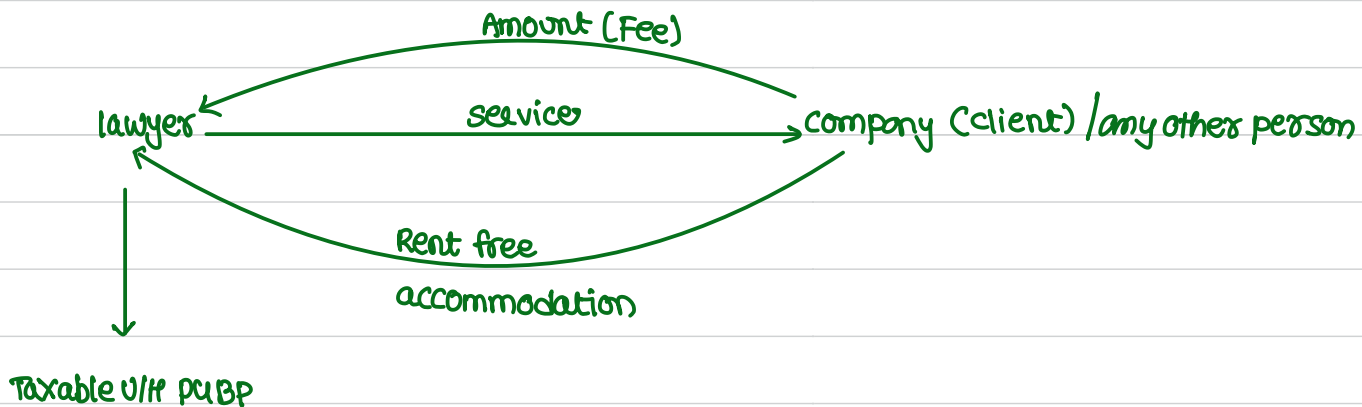 Amount (Fee)
lawyer service company (client) / any other person
Rent free
accommodation
Taxable U/H PGBP